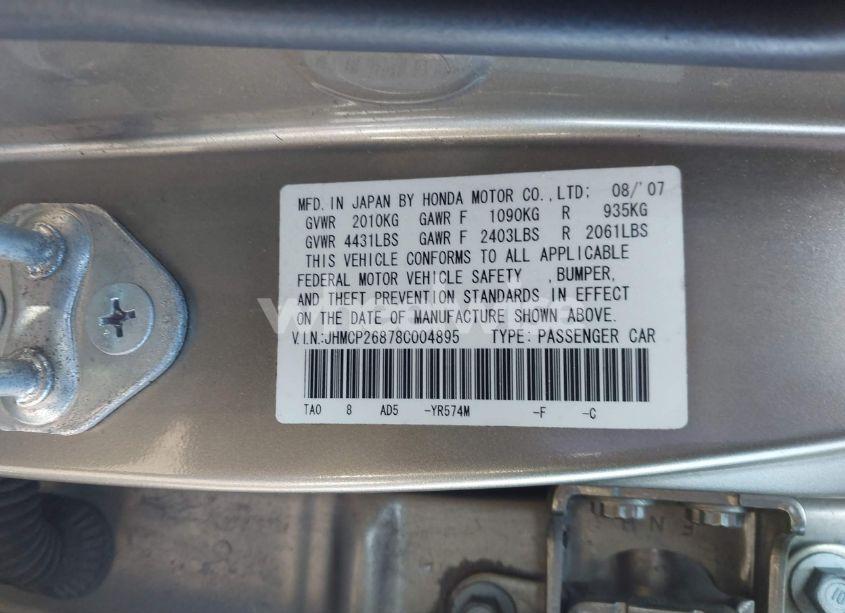 MFD. IN JAPAN BY HONDA MOTOR CO., LTD: 08/'07
GVWR 2010KG GAWR F 1090KG R 935KG
GVWR 4431LBS GAWR F 2403LBS R 2061LBS
THIS VEHICLE CONFORMS TO ALL APPLICABLE
FEDERAL MOTOR VEHICLE SAFETY , BUMPER,
AND THEFT PREVENTION STANDARDS IN EFFECT
ON THE DATE OF MANUFACTURE SHOWN ABOVE.
V.I.N.:JHMCP26878C004895 TYPE: PASSENGER CAR
TA0 8 AD5 -YR574M -F -C